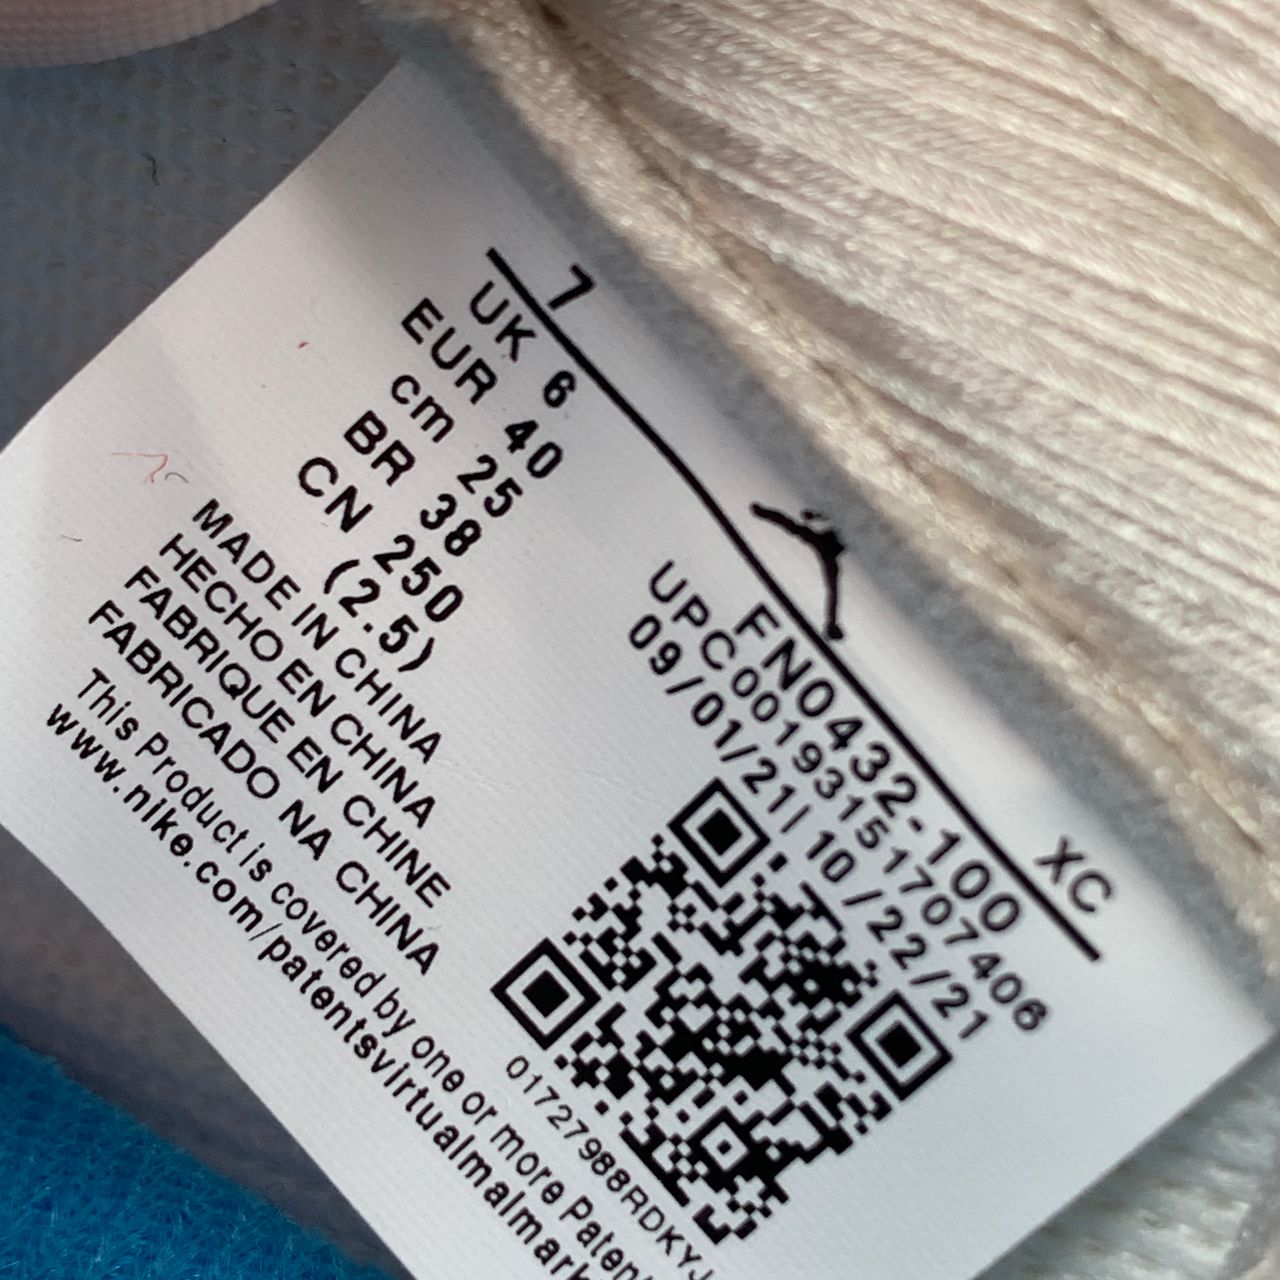 7
XC
UK 6
EUR 40
cm 25
BR 38
CN 250
(2.5)
MADE IN CHINA
HECHO EN CHINA
FABRIQUE EN CHINE
FABRICADO NA CHINA
This Product is covered by one or more Paten
www.nike.com/patentsvirtualmalmark
FN0432-100
UPC00193151707406
09/01/21| 10/22/21
01727988RDKYJ